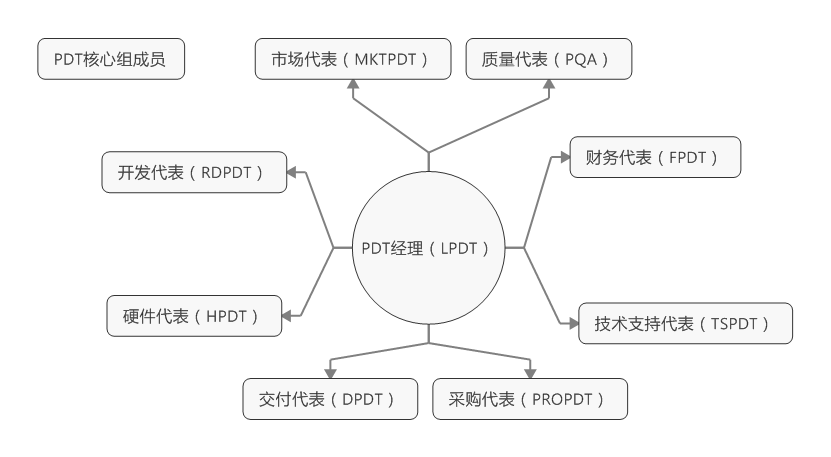 PDT核心组成员
市场代表（MKTPDT）
质量代表（PQA）
开发代表（RDPDT）
财务代表（FPDT）
PDT经理（LPDT）
硬件代表（HPDT）
技术支持代表（TSPDT）
交付代表（DPDT）
采购代表（PROPDT）